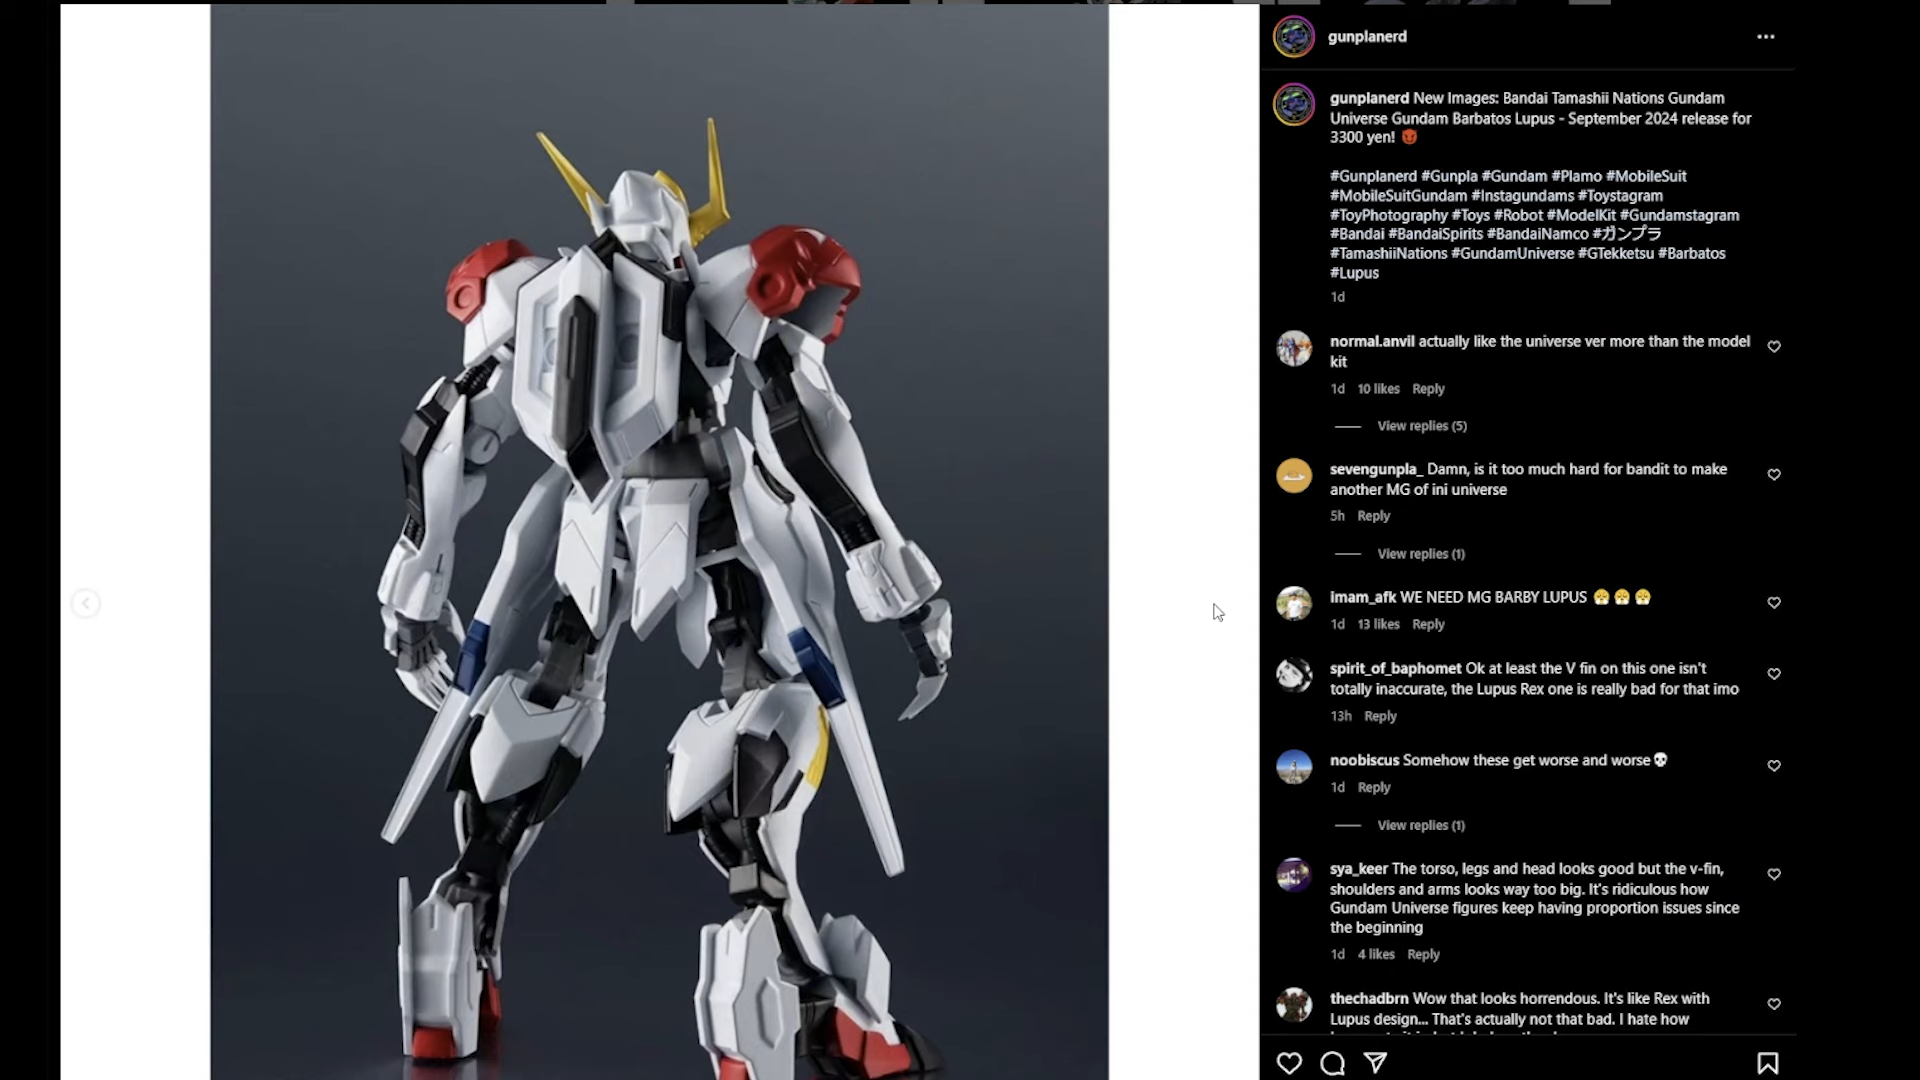 gunplanerd
gunplanerd New Images: Bandai Tamashii Nations Gundam
Universe Gundam Barbatos Lupus - September 2024 release for
3300 yen! 😈
#Gunplanerd #Gunpla #Gundam #Plamo #MobileSuit
#MobileSuitGundam #Instagundams #Toystagram
#ToyPhotography #Toys #Robot #ModelKit #Gundamstagram
#Bandai #BandaiSpirits #BandaiNamco #ガンプラ
#TamashiiNations #GundamUniverse #GTekketsu #Barbatos
#Lupus
1d
normal.anvil actually like the universe ver more than the model
kit
1d 10 likes Reply
View replies (5)
sevengunpla_ Damn, is it too much hard for bandit to make
another MG of ini universe
5h Reply
View replies (1)
imam_afk WE NEED MG BARBY LUPUS 😤😤😤
1d 13 likes Reply
spirit_of_baphomet Ok at least the V fin on this one isn't
totally inaccurate, the Lupus Rex one is really bad for that imo
13h Reply
noobiscus Somehow these get worse and worse💀
1d Reply
View replies (1)
sya_keer The torso, legs and head looks good but the v-fin,
shoulders and arms looks way too big. It's ridiculous how
Gundam Universe figures keep having proportion issues since
the beginning
1d 4 likes Reply
thechadbrn Wow that looks horrendous. It's like Rex with
Lupus design... That's actually not that bad. I hate how